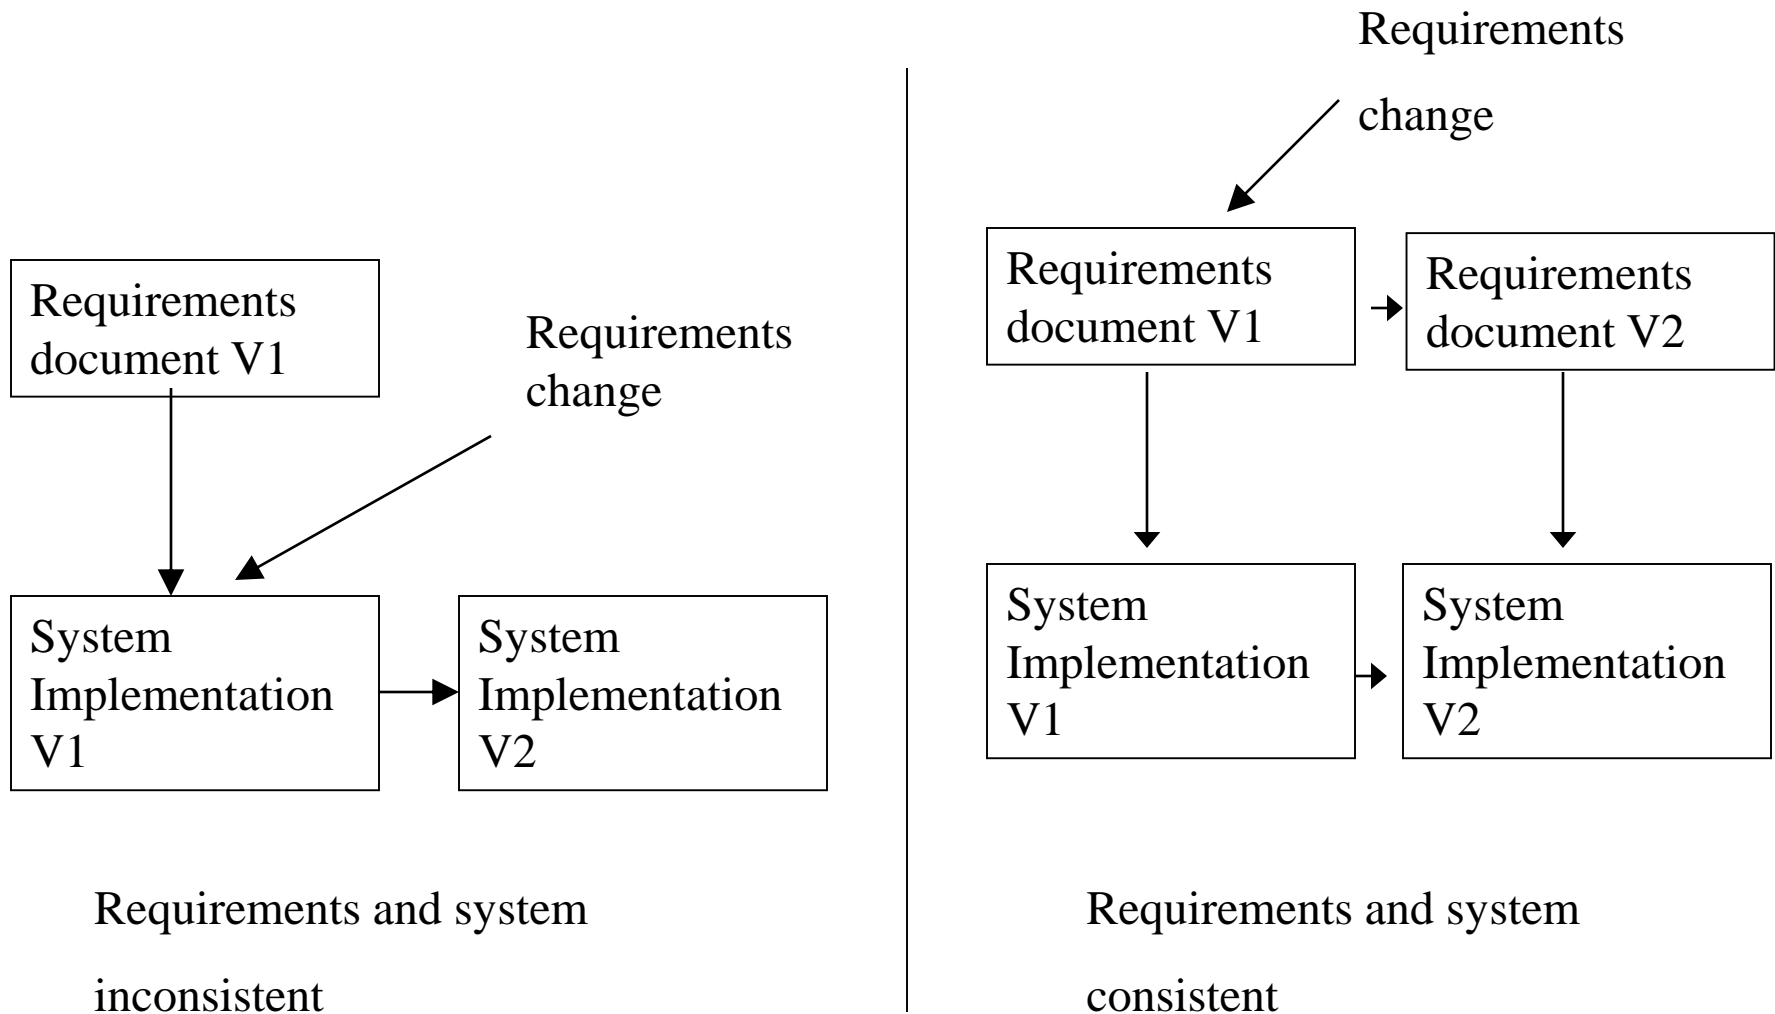 Requirements
document V1
Requirements
change
System
Implementation
V1
System
Implementation
V2
Requirements and system
inconsistent
Requirements
change
Requirements
document V1
Requirements
document V2
System
Implementation
V1
System
Implementation
V2
Requirements and system
consistent